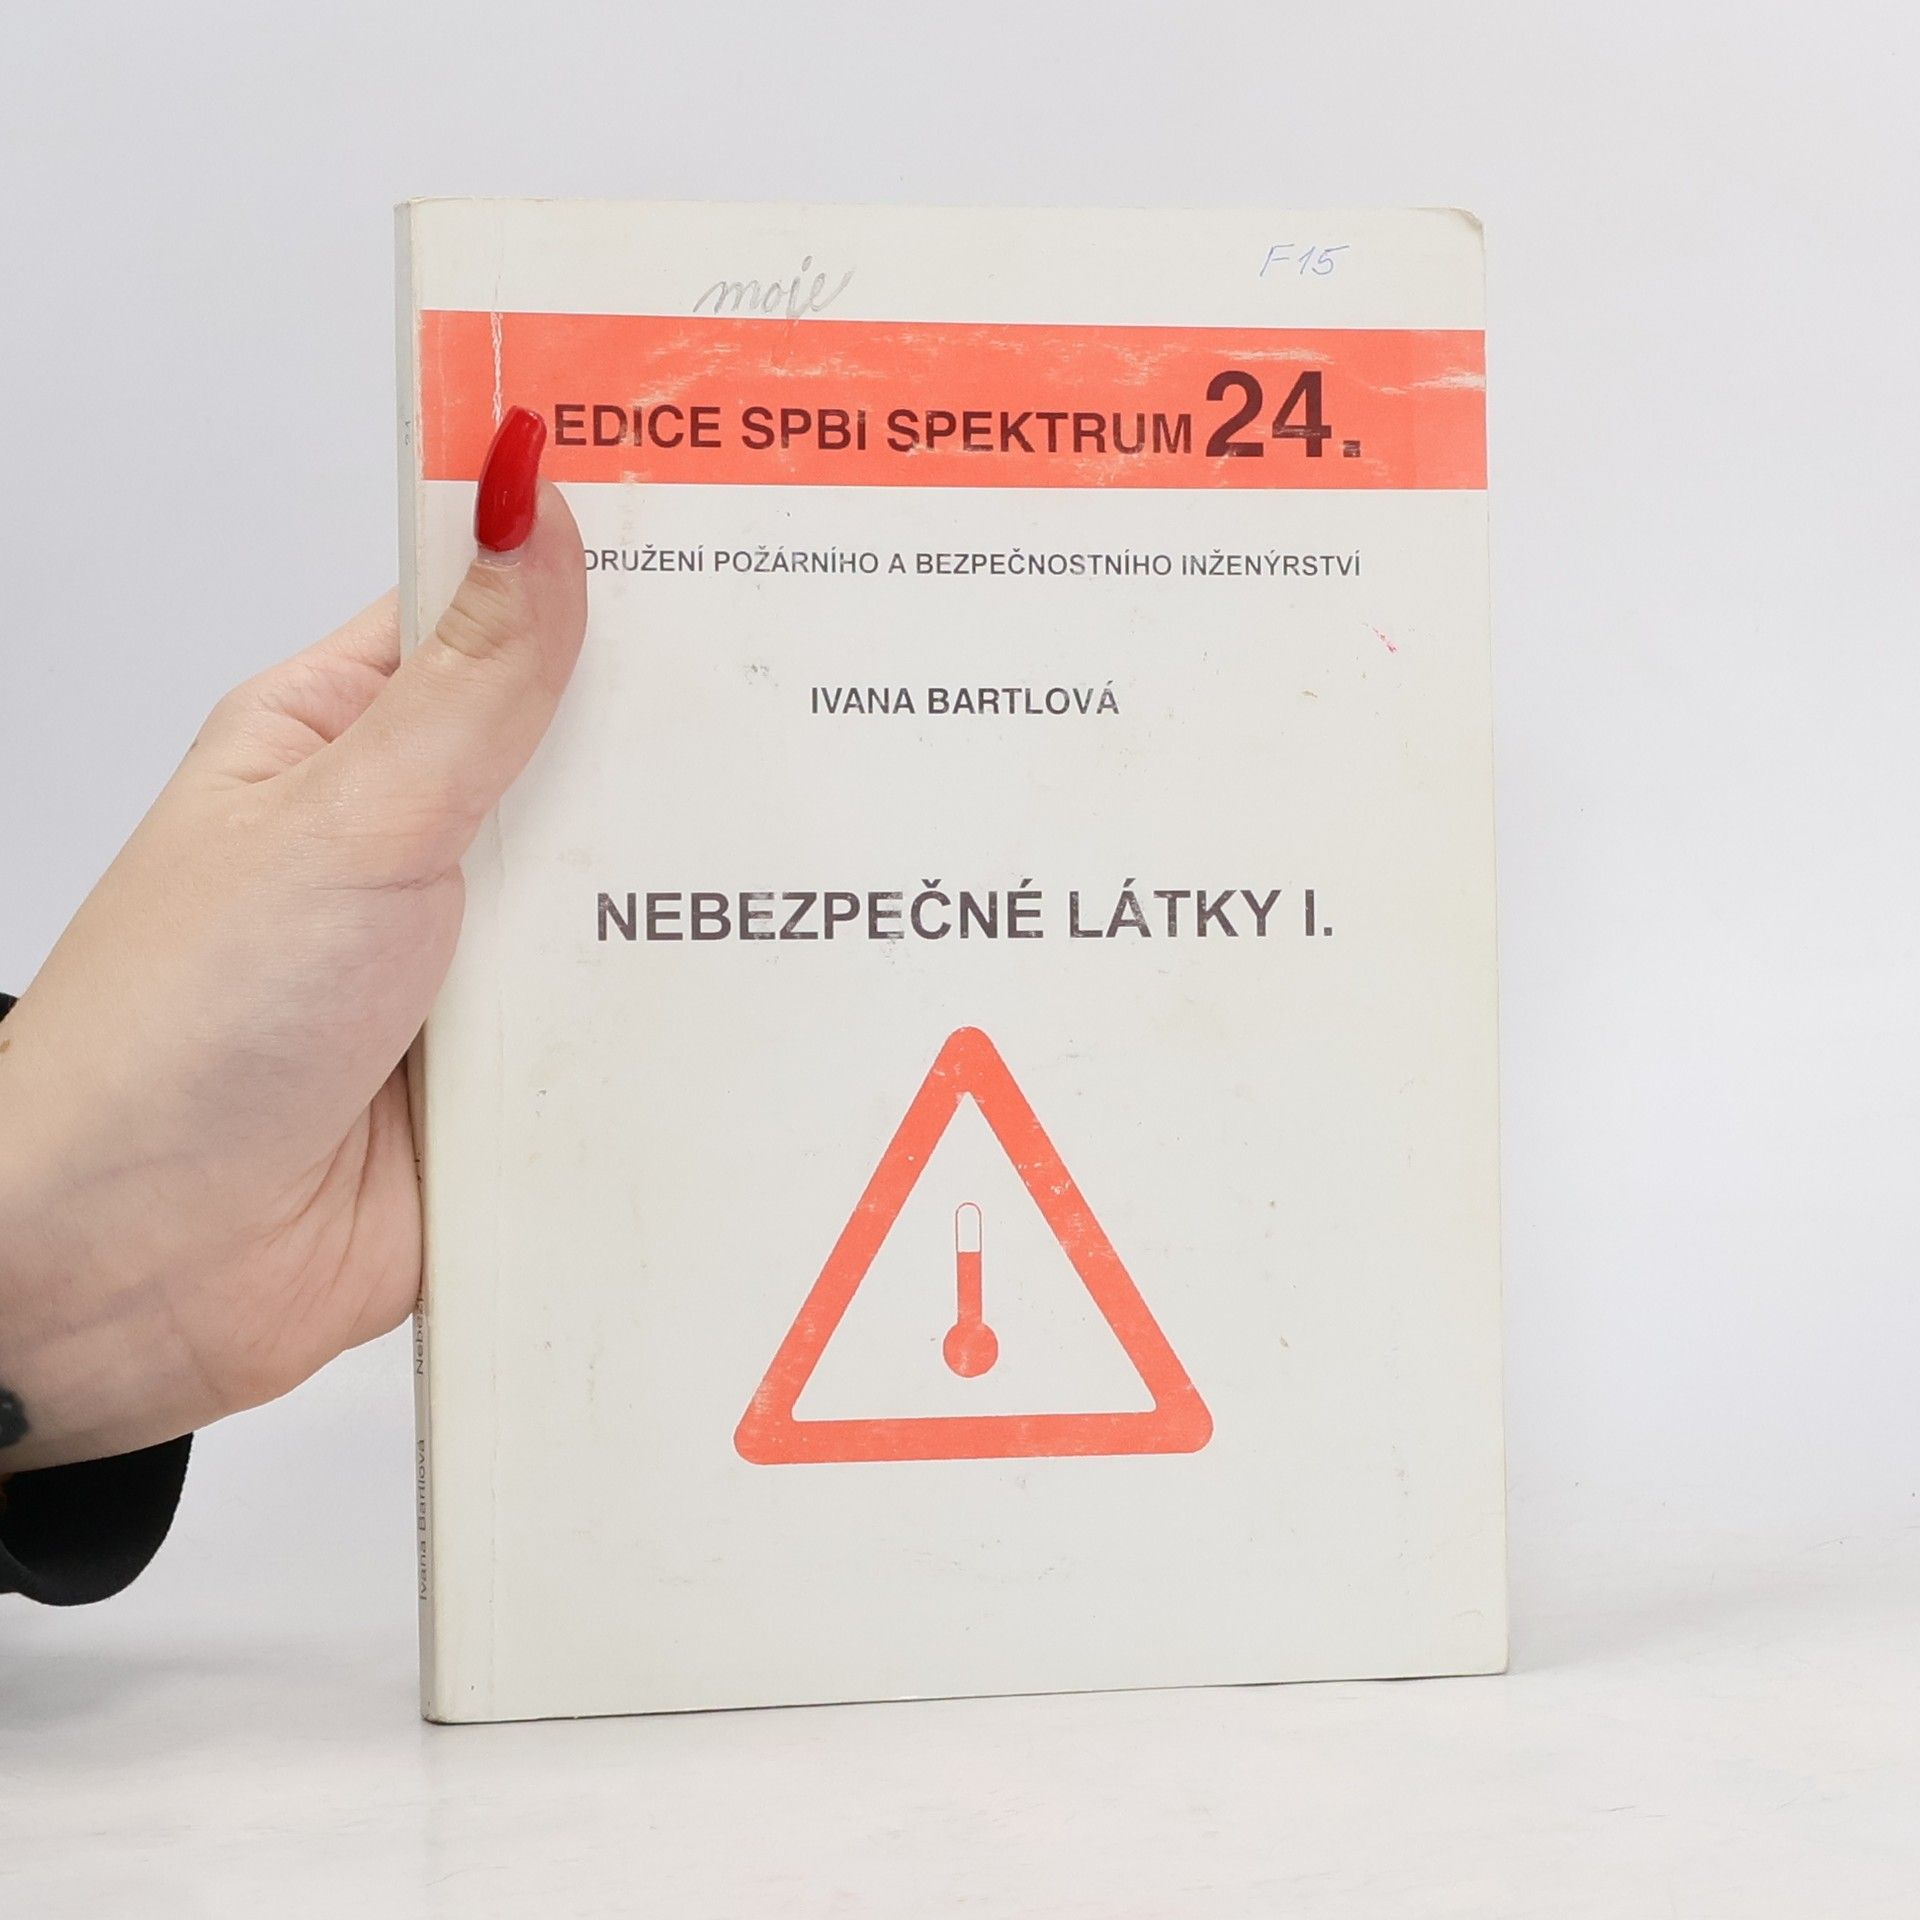 moje
F15
EDICE SPBI SPEKTRUM 24.
DRUŽENÍ POŽÁRNÍHO A BEZPEČNOSTNÍHO INŽENÝRSTVÍ
IVANA BARTLOVÁ
NEBEZPEČNÉ LÁTKY I.
Ivana Bartlová